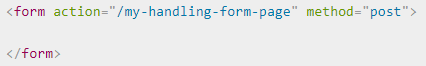 <form action="/my-handling-form-page" method="post">
</form>